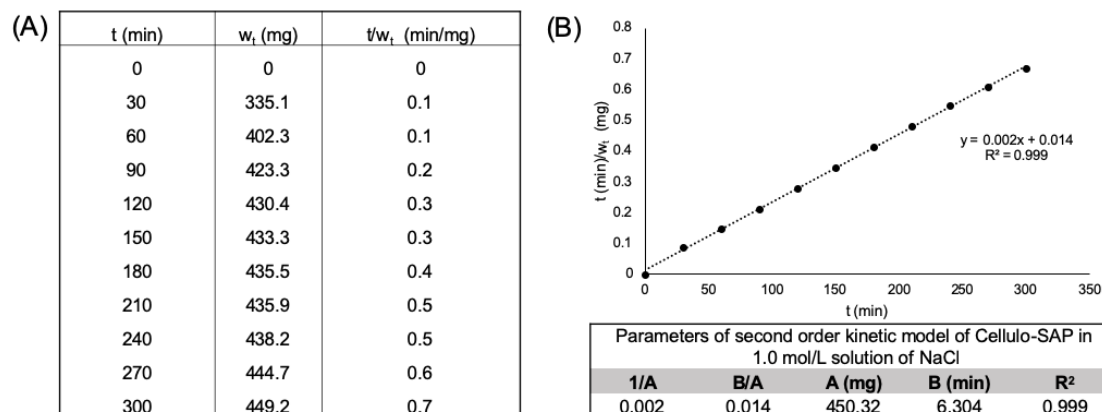 (A)
t (min) wt (mg) t/wt (min/mg)
0 0 0
30 335.1 0.1
60 402.3 0.1
90 423.3 0.2
120 430.4 0.3
150 433.3 0.3
180 435.5 0.4
210 435.9 0.5
240 438.2 0.5
270 444.7 0.6
300 449.2 0.7
(B)
t (min)/wt (mg)
0.8
0.7
0.6
0.5
0.4
0.3
0.2
0.1
0
y = 0.002x + 0.014
R² = 0.999
0 50 100 150 200 250 300 350
t (min)
Parameters of second order kinetic model of Cellulo-SAP in
1.0 mol/L solution of NaCl
1/A B/A A (mg) B (min) R²
0.002 0.014 450.32 6.304 0.999